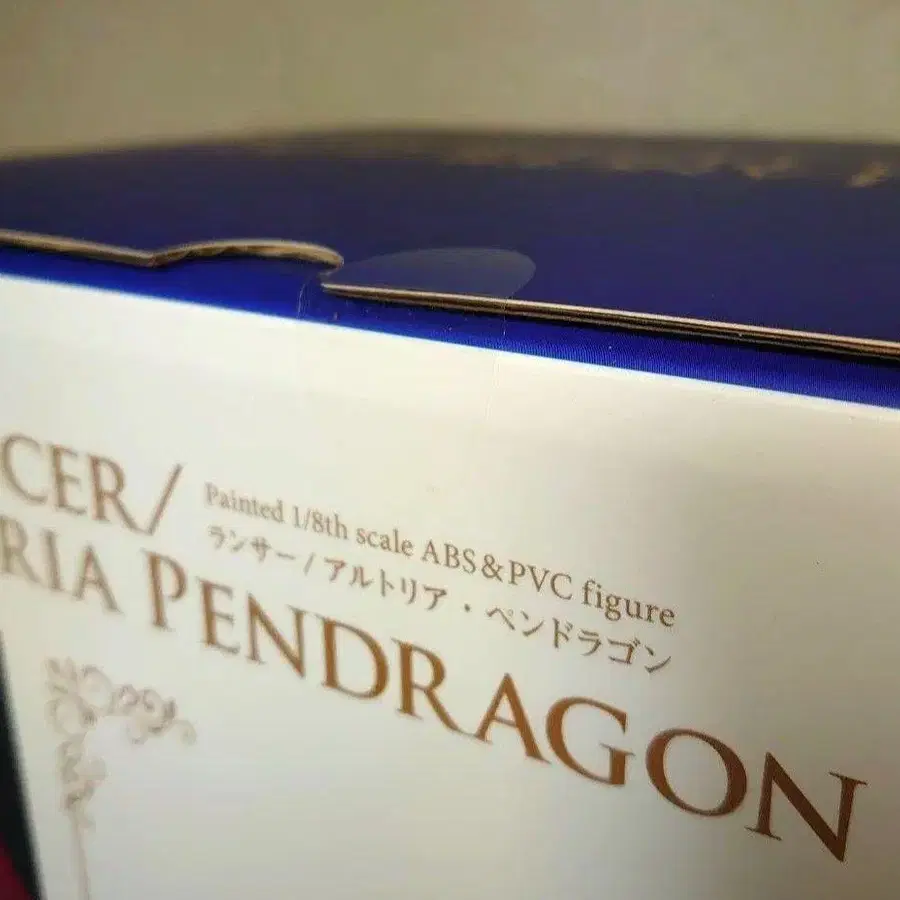 CER/
Painted 1/8th scale ABS&PVC figure
ランサー/アルトリア・ペンドラゴン
RIA PENDRAGON